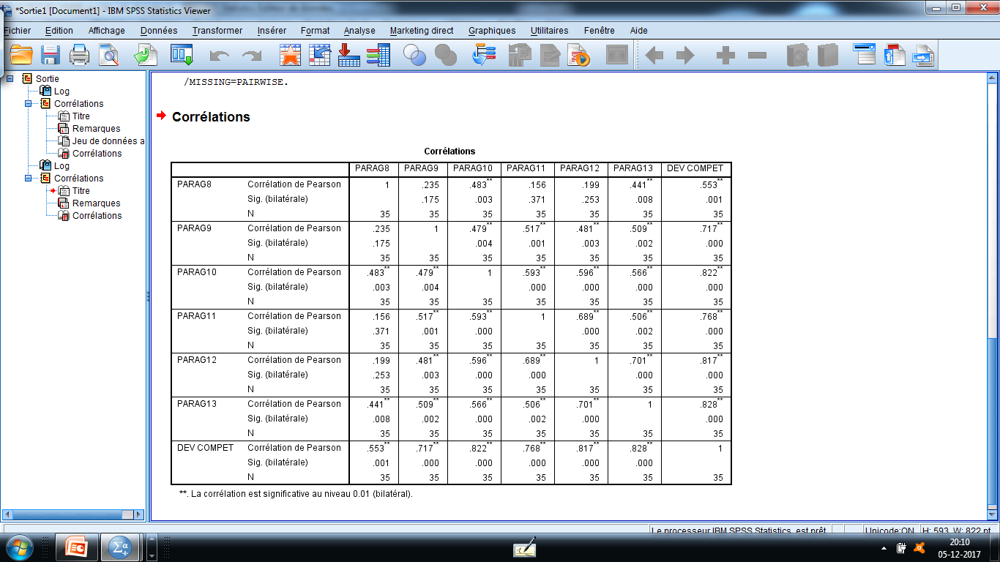 *Sortie1 [Document1] - IBM SPSS Statistics Viewer
Fichier Edition Affichage Données Transformer Insérer Format Analyse Marketing direct Graphiques Utilitaires Fenêtre Aide
Sortie
Log
Corrélations
Titre
Remarques
Jeu de données a
Corrélations
Log
Corrélations
Titre
Remarques
Corrélations
/MISSING=PAIRWISE.
Corrélations
Corrélations
PARAG8 PARAG9 PARAG10 PARAG11 PARAG12 PARAG13 DEV COMPET
PARAG8 Corrélation de Pearson 1 .235 .483** .156 .199 .441** .553**
Sig. (bilatérale) .175 .003 .371 .253 .008 .001
N 35 35 35 35 35 35 35
PARAG9 Corrélation de Pearson .235 1 .479** .517** .481** .509** .717**
Sig. (bilatérale) .175 .004 .001 .003 .002 .000
N 35 35 35 35 35 35 35
PARAG10 Corrélation de Pearson .483** .479** 1 .593** .596** .566** .822**
Sig. (bilatérale) .003 .004 .000 .000 .000 .000
N 35 35 35 35 35 35 35
PARAG11 Corrélation de Pearson .156 .517** .593** 1 .689** .506** .768**
Sig. (bilatérale) .371 .001 .000 .000 .002 .000
N 35 35 35 35 35 35 35
PARAG12 Corrélation de Pearson .199 .481** .596** .689** 1 .701** .817**
Sig. (bilatérale) .253 .003 .000 .000 .000 .000
N 35 35 35 35 35 35 35
PARAG13 Corrélation de Pearson .441** .509** .566** .506** .701** 1 .828**
Sig. (bilatérale) .008 .002 .000 .002 .000 .000
N 35 35 35 35 35 35 35
DEV COMPET Corrélation de Pearson .553** .717** .822** .768** .817** .828** 1
Sig. (bilatérale) .001 .000 .000 .000 .000 .000
N 35 35 35 35 35 35 35
**. La corrélation est significative au niveau 0.01 (bilatéral).
Le processeur IBM SPSS Statistics est prêt Unicode:ON H: 593, W: 822 pt
20:10
05-12-2017